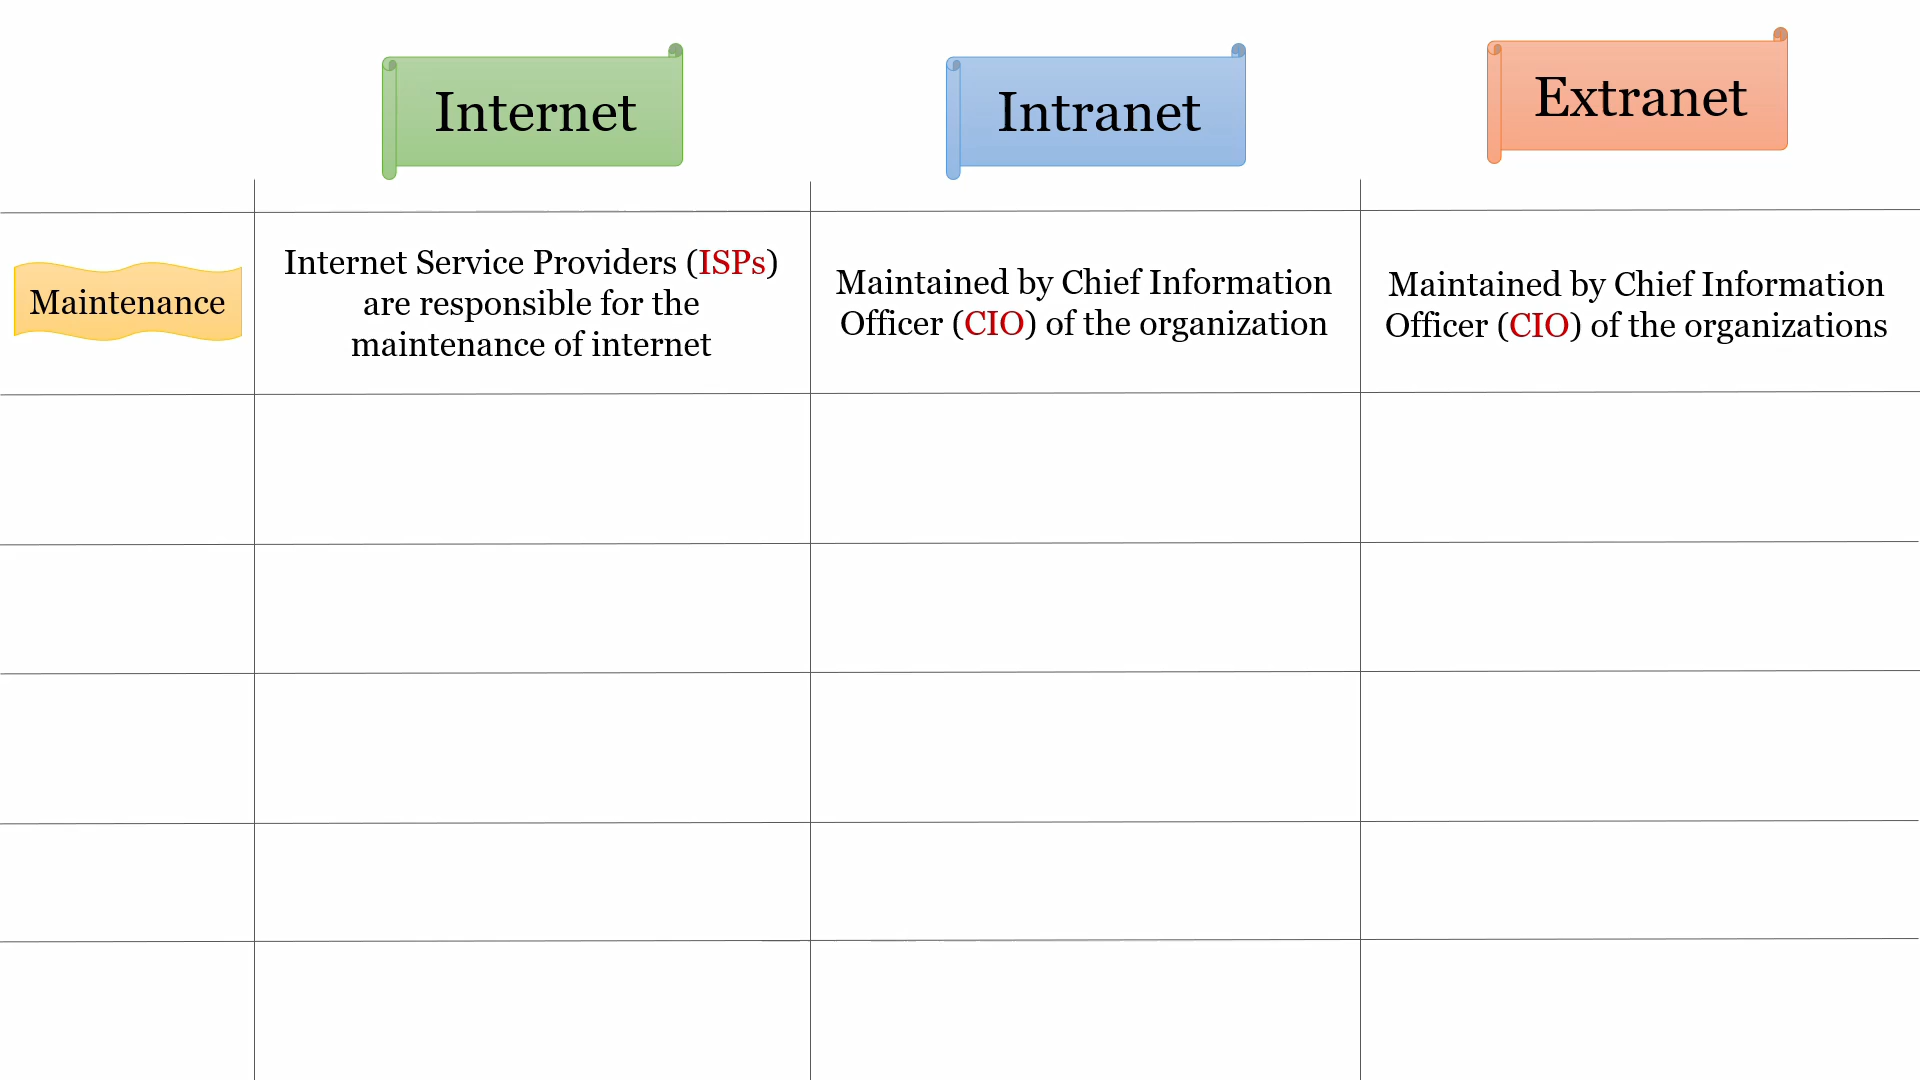 Internet
Intranet
Extranet
Maintenance
Internet Service Providers (ISPs)
are responsible for the
maintenance of internet
Maintained by Chief Information
Officer (CIO) of the organization
Maintained by Chief Information
Officer (CIO) of the organizations